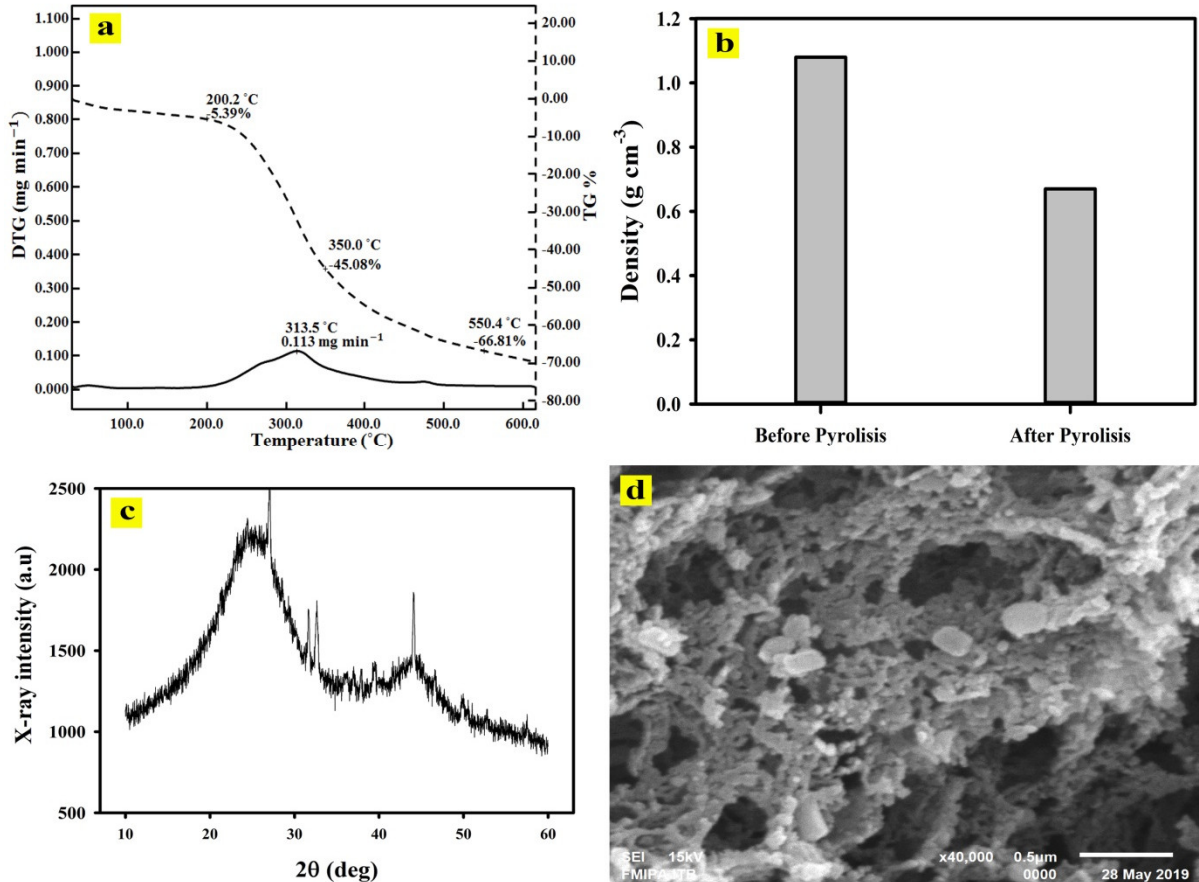 a
1.100
1.000
0.900
0.800
0.700
0.600
0.500
0.400
0.300
0.200
0.100
0.000
DTG (mg min⁻¹)
200.2 °C
-5.39%
350.0 °C
-45.08%
313.5 °C
0.113 mg min⁻¹
550.4 °C
-66.81%
20.00
10.00
0.00
-10.00
-20.00
-30.00
-40.00
-50.00
-60.00
-70.00
-80.00
TG %
100.0 200.0 300.0 400.0 500.0 600.0
Temperature (°C)
b
1.2
1.0
0.8
0.6
0.4
0.2
0.0
Density (g cm⁻³)
Before Pyrolisis After Pyrolisis
c
2500
2000
1500
1000
500
X-ray intensity (a.u)
10 20 30 40 50 60
2θ (deg)
d
SEI 15kV x40,000 0.5µm
FMIPA ITB 0000 28 May 2019